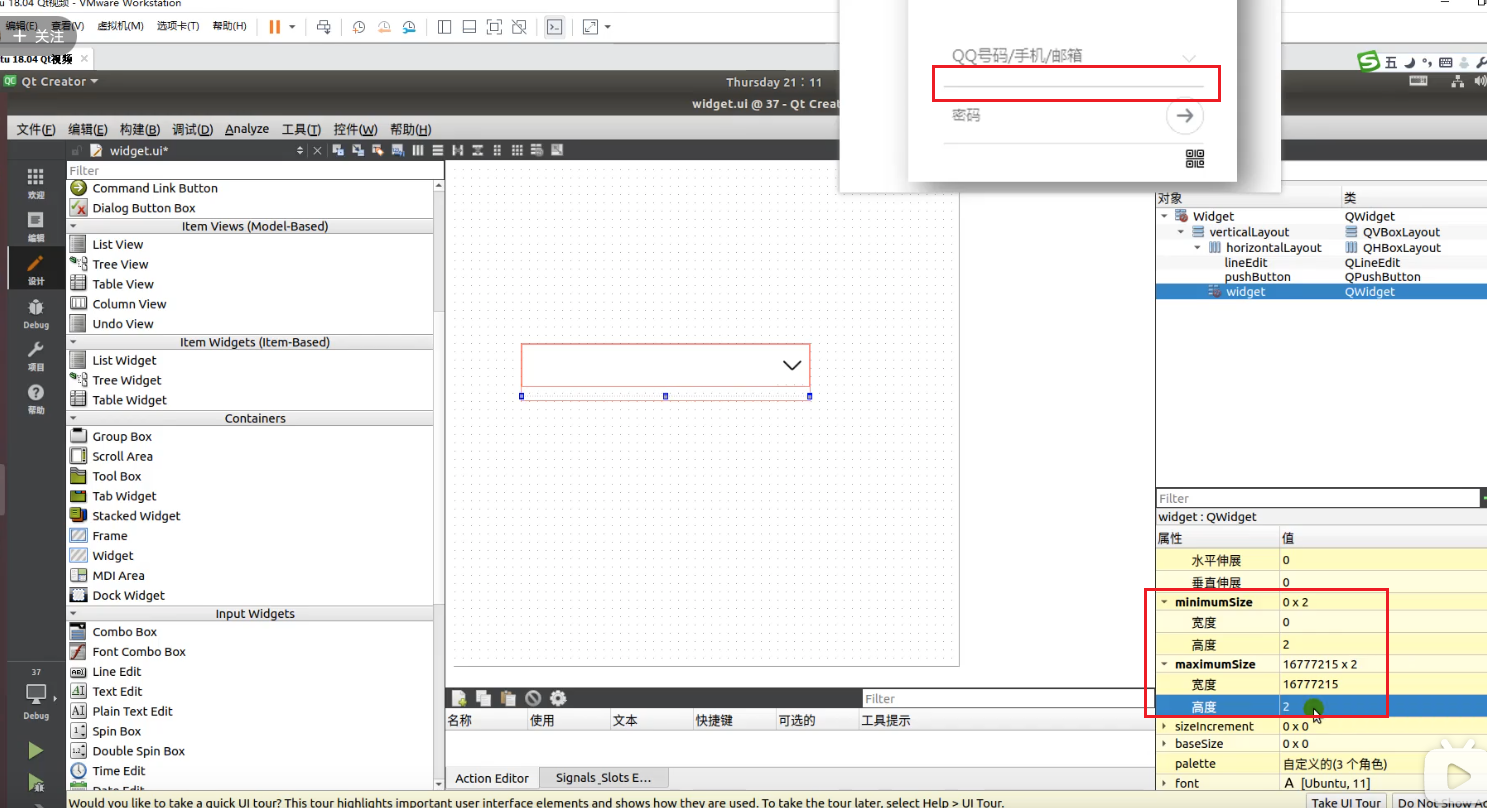 u 18.04 Qt视频 - VMware Workstation
编辑(E) 查看(V) 虚拟机(M) 选项卡(T) 帮助(H)
+ 关注
tu 18.04 Qt视频 ×
五
QC Qt Creator
Thursday 21：11
widget.ui @ 37 - Qt Creat
文件(F) 编辑(E) 构建(B) 调试(D) Analyze 工具(T) 控件(W) 帮助(H)
widget.ui*
QQ号码/手机/邮箱
密码
欢迎
编辑
设计
Debug
项目
帮助
37
Debug
Filter
Command Link Button
Dialog Button Box
Item Views (Model-Based)
List View
Tree View
Table View
Column View
Undo View
Item Widgets (Item-Based)
List Widget
Tree Widget
Table Widget
Containers
Group Box
Scroll Area
Tool Box
Tab Widget
Stacked Widget
Frame
Widget
MDI Area
Dock Widget
Input Widgets
Combo Box
Font Combo Box
Line Edit
Text Edit
Plain Text Edit
Spin Box
Double Spin Box
Time Edit
Date Edit
Filter
名称 使用 文本 快捷键 可选的 工具提示
Action Editor Signals_Slots E...
对象 类
Widget QWidget
verticalLayout QVBoxLayout
horizontalLayout QHBoxLayout
lineEdit QLineEdit
pushButton QPushButton
widget QWidget
Filter
widget : QWidget
属性 值
水平伸展 0
垂直伸展 0
minimumSize 0 x 2
宽度 0
高度 2
maximumSize 16777215 x 2
宽度 16777215
高度 2
sizeIncrement 0 x 0
baseSize 0 x 0
palette 自定义的(3 个角色)
font A [Ubuntu, 11]
Would you like to take a quick UI tour? This tour highlights important user interface elements and shows how they are used. To take the tour later, select Help > UI Tour.
Take UI Tour Do Not Show Ag